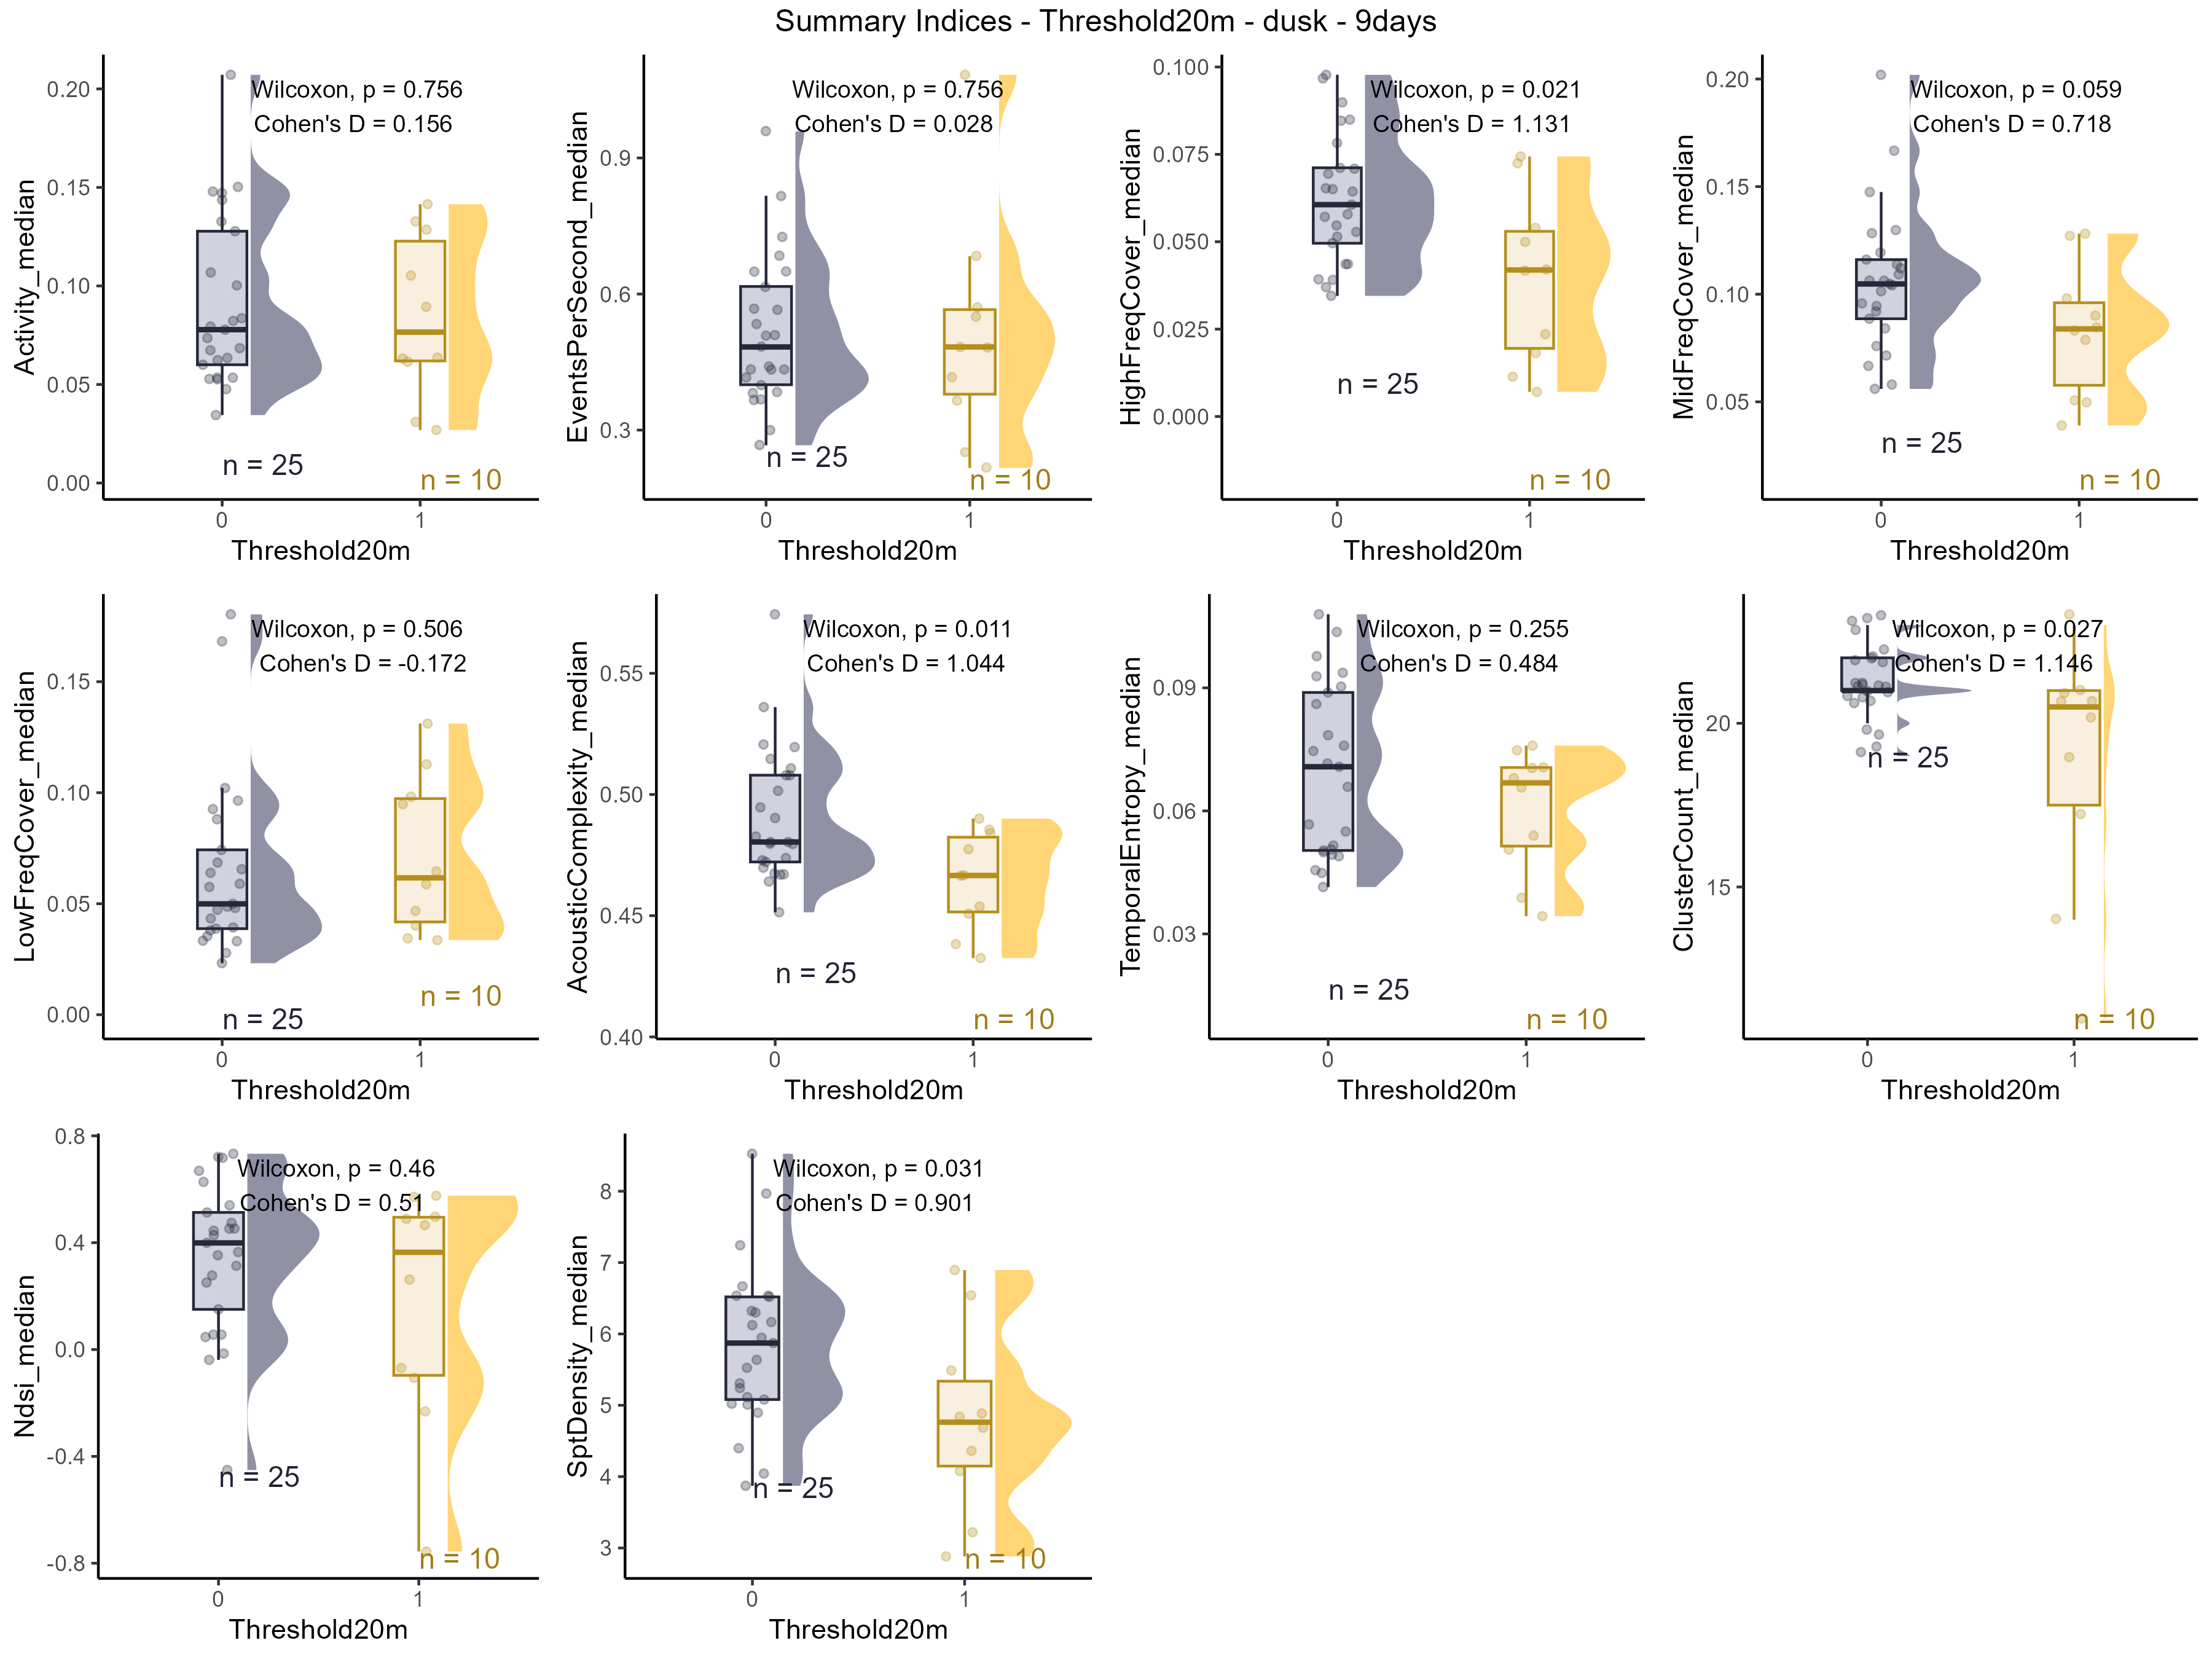 Summary Indices - Threshold20m - dusk - 9days
Activity_median
0.20
0.15
0.10
0.05
0.00
Wilcoxon, p = 0.756
Cohen's D = 0.156
n = 25
n = 10
0
1
Threshold20m
EventsPerSecond_median
0.9
0.6
0.3
Wilcoxon, p = 0.756
Cohen's D = 0.028
n = 25
n = 10
0
1
Threshold20m
HighFreqCover_median
0.100
0.075
0.050
0.025
0.000
Wilcoxon, p = 0.021
Cohen's D = 1.131
n = 25
n = 10
0
1
Threshold20m
MidFreqCover_median
0.20
0.15
0.10
0.05
Wilcoxon, p = 0.059
Cohen's D = 0.718
n = 25
n = 10
0
1
Threshold20m
LowFreqCover_median
0.15
0.10
0.05
0.00
Wilcoxon, p = 0.506
Cohen's D = -0.172
n = 25
n = 10
0
1
Threshold20m
AcousticComplexity_median
0.55
0.50
0.45
0.40
Wilcoxon, p = 0.011
Cohen's D = 1.044
n = 25
n = 10
0
1
Threshold20m
TemporalEntropy_median
0.09
0.06
0.03
Wilcoxon, p = 0.255
Cohen's D = 0.484
n = 25
n = 10
0
1
Threshold20m
ClusterCount_median
20
15
Wilcoxon, p = 0.027
Cohen's D = 1.146
n = 25
n = 10
0
1
Threshold20m
Ndsi_median
0.8
0.4
0.0
-0.4
-0.8
Wilcoxon, p = 0.46
Cohen's D = 0.51
n = 25
n = 10
0
1
Threshold20m
SptDensity_median
8
7
6
5
4
3
Wilcoxon, p = 0.031
Cohen's D = 0.901
n = 25
n = 10
0
1
Threshold20m